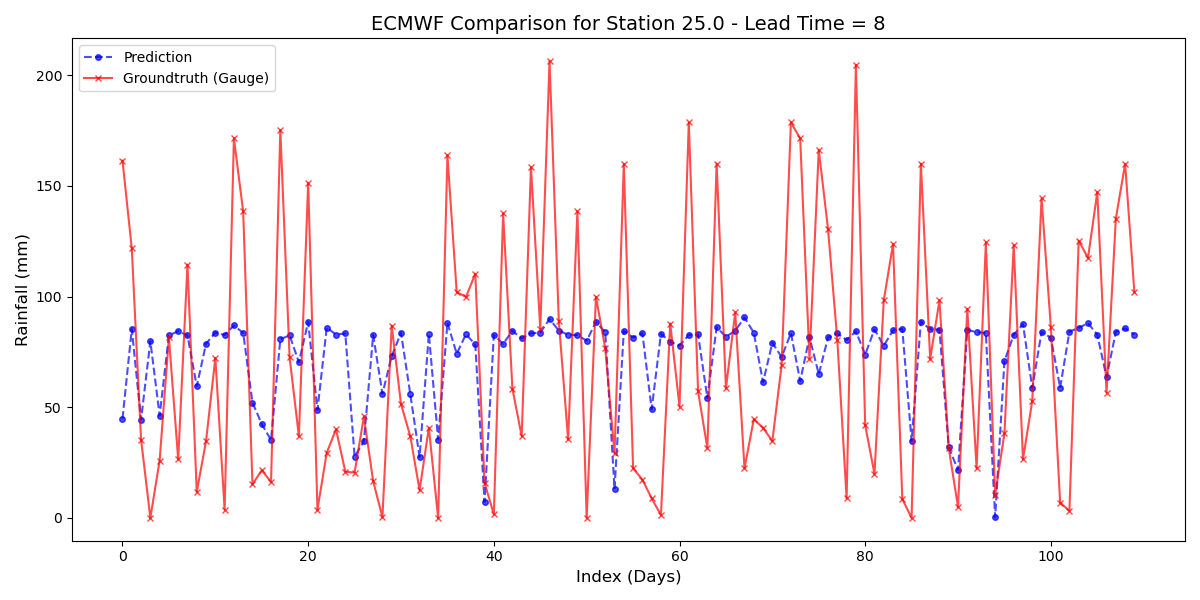 ECMWF Comparison for Station 25.0 - Lead Time = 8
Prediction
Groundtruth (Gauge)
Rainfall (mm)
200
150
100
50
0
0 20 40 60 80 100
Index (Days)